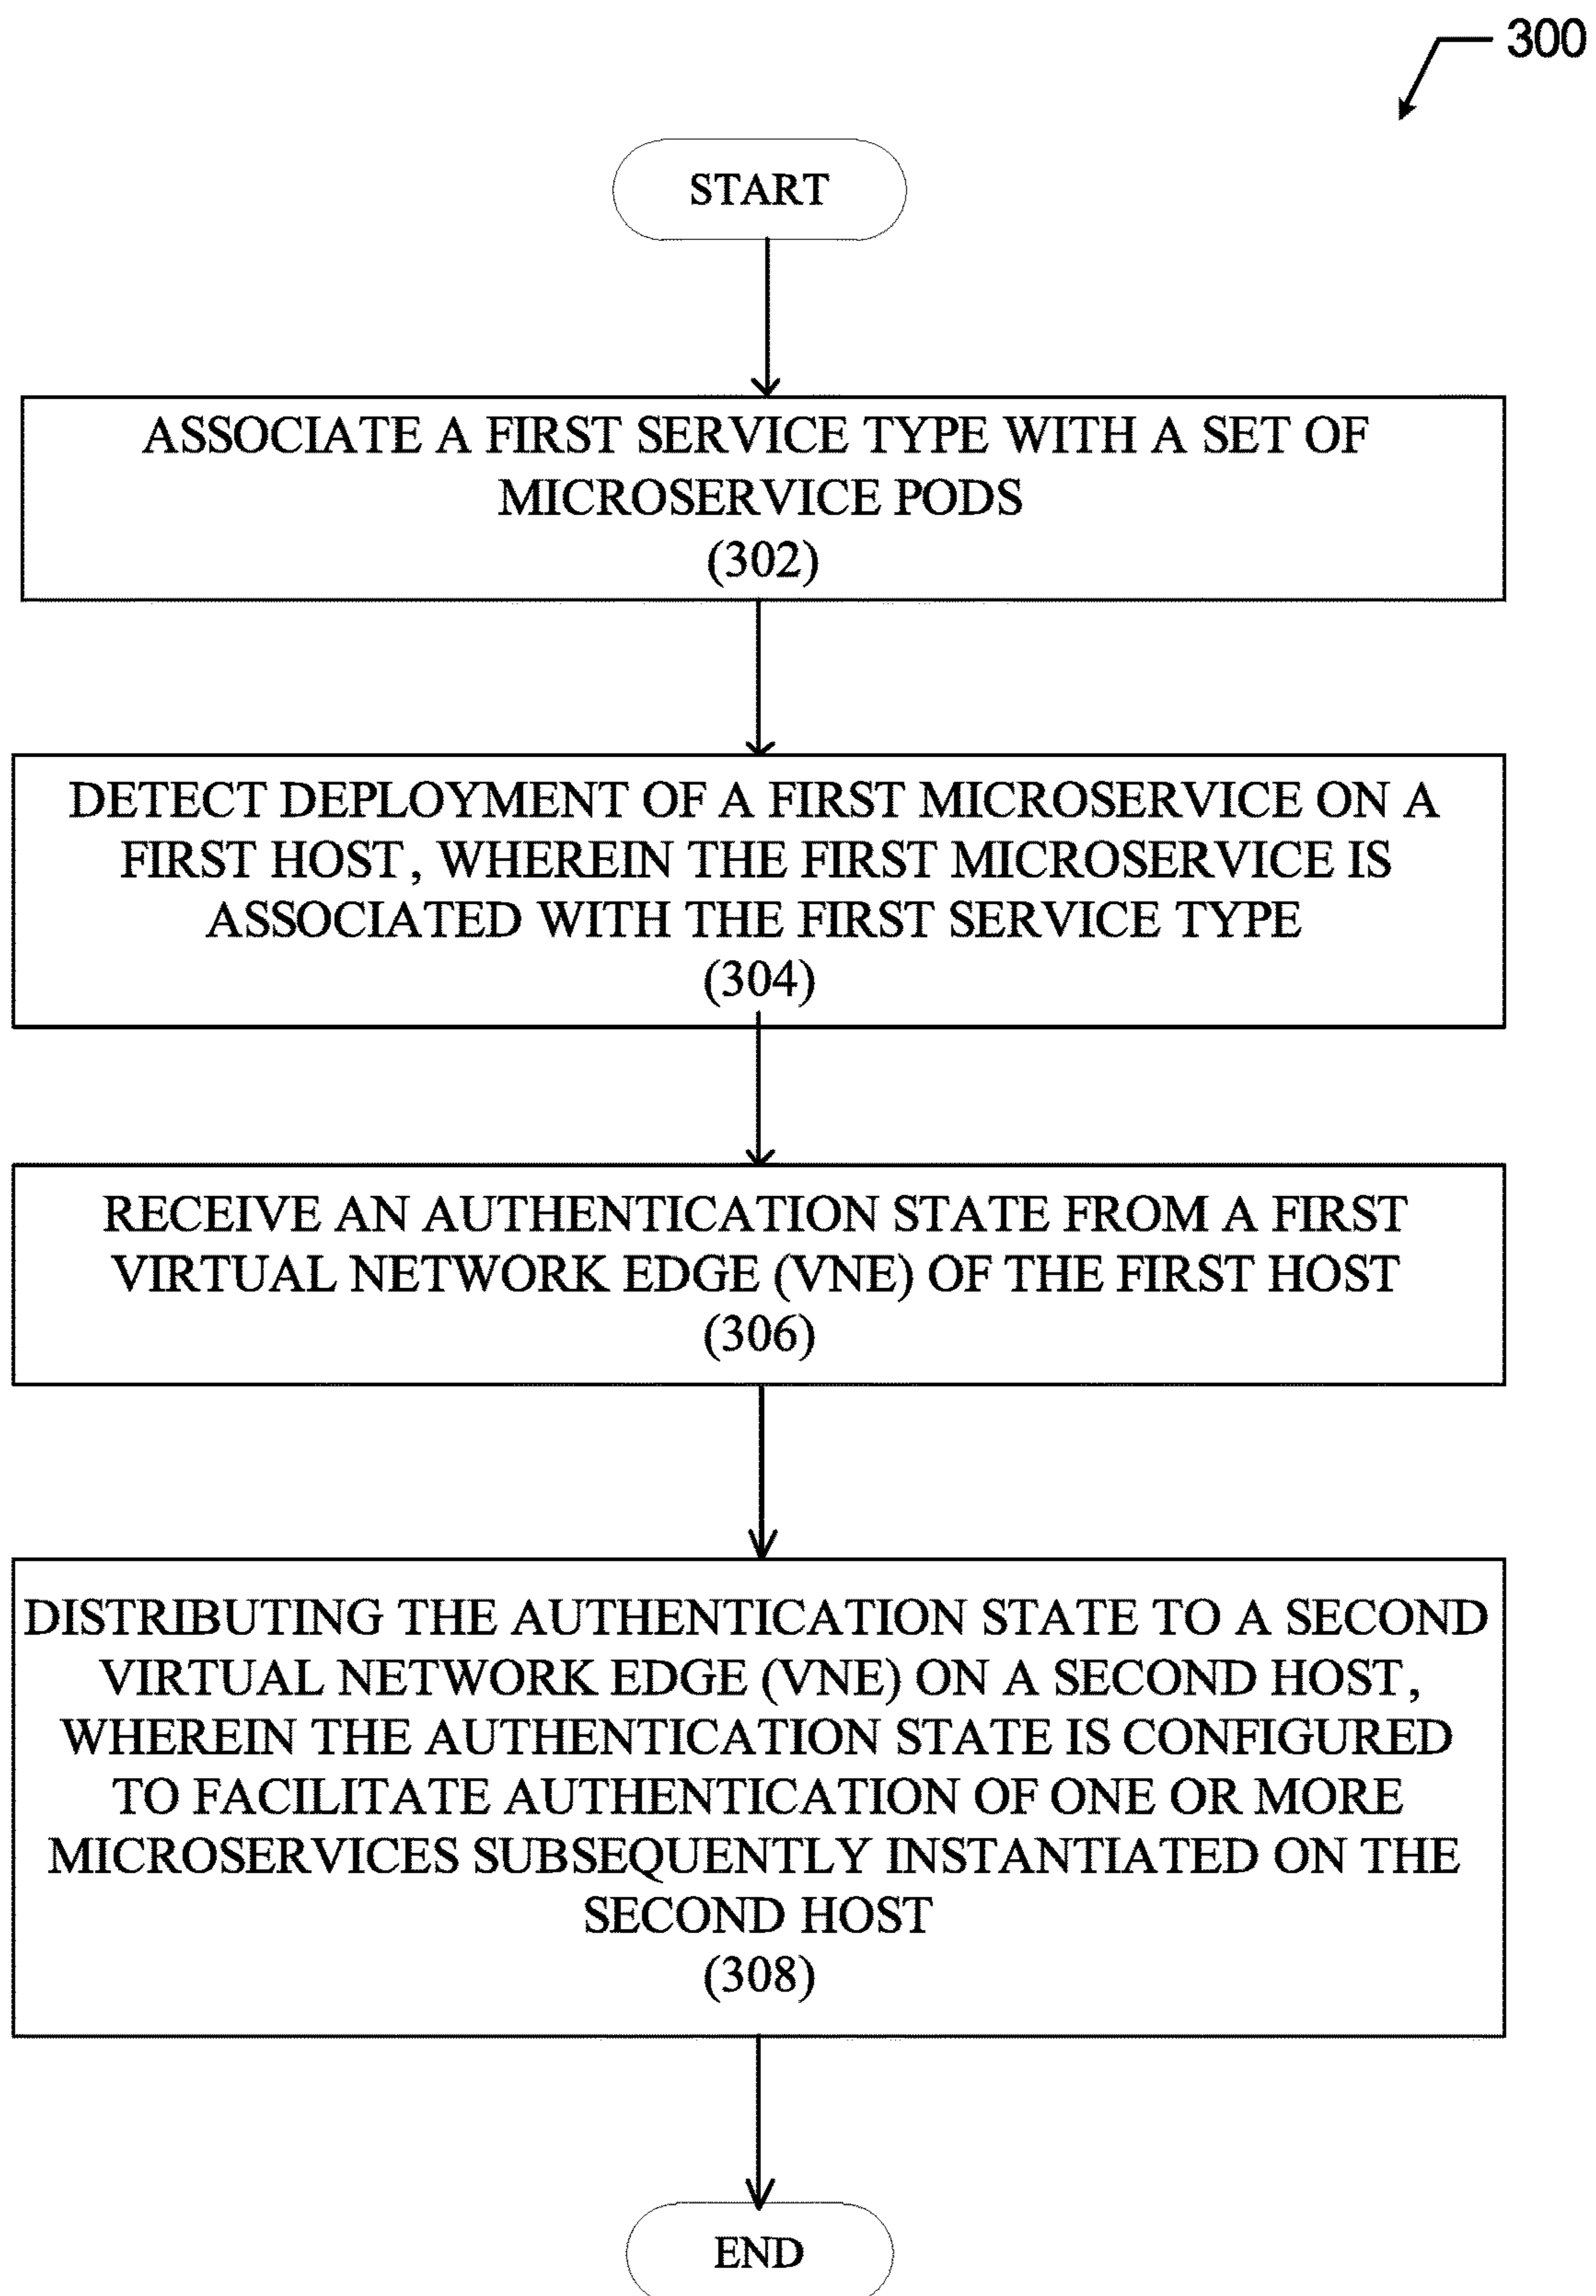 300
START
ASSOCIATE A FIRST SERVICE TYPE WITH A SET OF
MICROSERVICE PODS
(302)
DETECT DEPLOYMENT OF A FIRST MICROSERVICE ON A
FIRST HOST, WHEREIN THE FIRST MICROSERVICE IS
ASSOCIATED WITH THE FIRST SERVICE TYPE
(304)
RECEIVE AN AUTHENTICATION STATE FROM A FIRST
VIRTUAL NETWORK EDGE (VNE) OF THE FIRST HOST
(306)
DISTRIBUTING THE AUTHENTICATION STATE TO A SECOND
VIRTUAL NETWORK EDGE (VNE) ON A SECOND HOST,
WHEREIN THE AUTHENTICATION STATE IS CONFIGURED
TO FACILITATE AUTHENTICATION OF ONE OR MORE
MICROSERVICES SUBSEQUENTLY INSTANTIATED ON THE
SECOND HOST
(308)
END